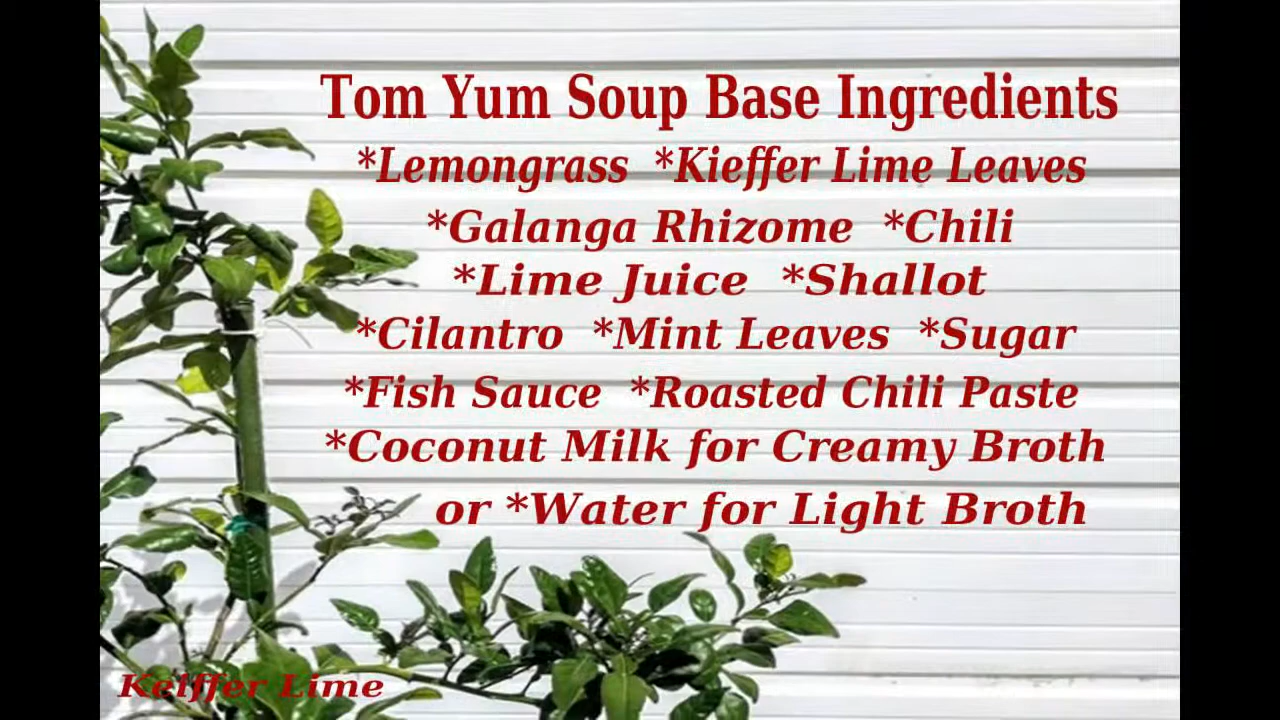 Tom Yum Soup Base Ingredients
*Lemongrass *Kieffer Lime Leaves
*Galanga Rhizome *Chili
*Lime Juice *Shallot
*Cilantro *Mint Leaves *Sugar
*Fish Sauce *Roasted Chili Paste
*Coconut Milk for Creamy Broth
or *Water for Light Broth
Keiffer Lime